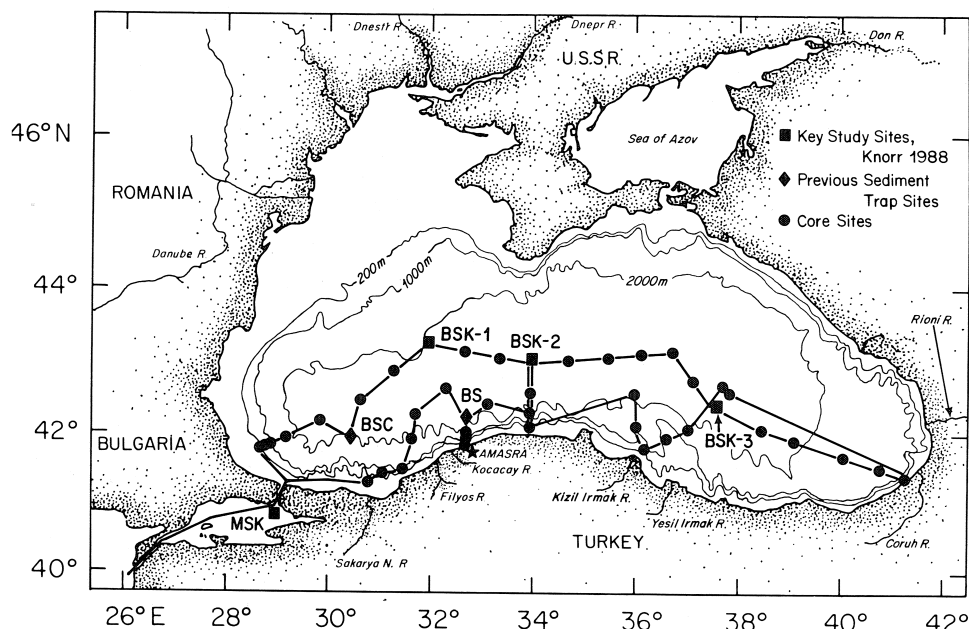 Dnestr R.
Dnepr R.
Don R.
U.S.S.R.
46°N
Sea of Azov
Key Study Sites,
Knorr 1988
Previous Sediment
Trap Sites
Core Sites
ROMANIA
Danube R.
200m
1000m
2000m
44°
Rioni R.
BSK-1
BSK-2
BS
BSC
BSK-3
42°
BULGARIA
AMASRA
Kocacay R.
Filyos R.
Kizil Irmak R.
Yesil Irmak R.
MSK
TURKEY
Coruh R.
Sakarya N. R.
40°
26°E
28°
30°
32°
34°
36°
38°
40°
42°